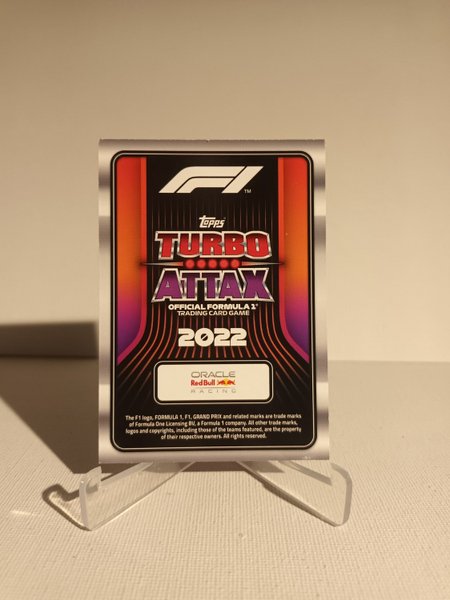 F1
TM
Topps
TURBO
ATTAX
OFFICIAL FORMULA 1®
TRADING CARD GAME
2022
ORACLE
Red Bull
RACING
The F1 logo, FORMULA 1, F1, GRAND PRIX and related marks are trade marks
of Formula One Licensing BV, a Formula 1 company. All other trade marks,
logos and copyrights, including those of the teams featured, are the property
of their respective owners. All rights reserved.